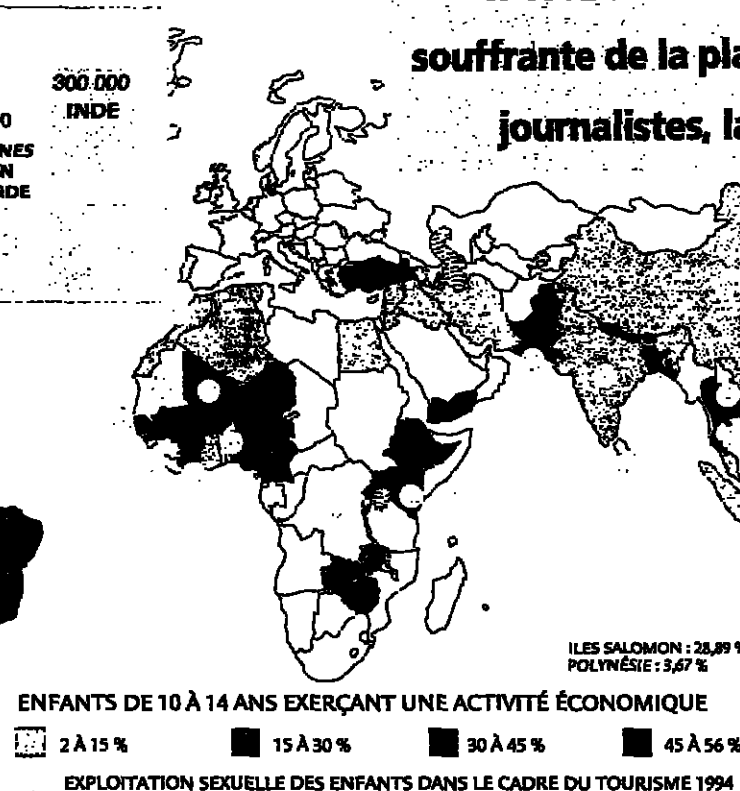 souffrante de la pla
journalistes, la
300 000
INDE
0
NES
N
RDE
ILES SALOMON : 28,89 %
POLYNÉSIE : 3,67 %
ENFANTS DE 10 À 14 ANS EXERÇANT UNE ACTIVITÉ ÉCONOMIQUE
2 À 15 %
15 À 30 %
30 À 45 %
45 À 56 %
EXPLOITATION SEXUELLE DES ENFANTS DANS LE CADRE DU TOURISME 1994